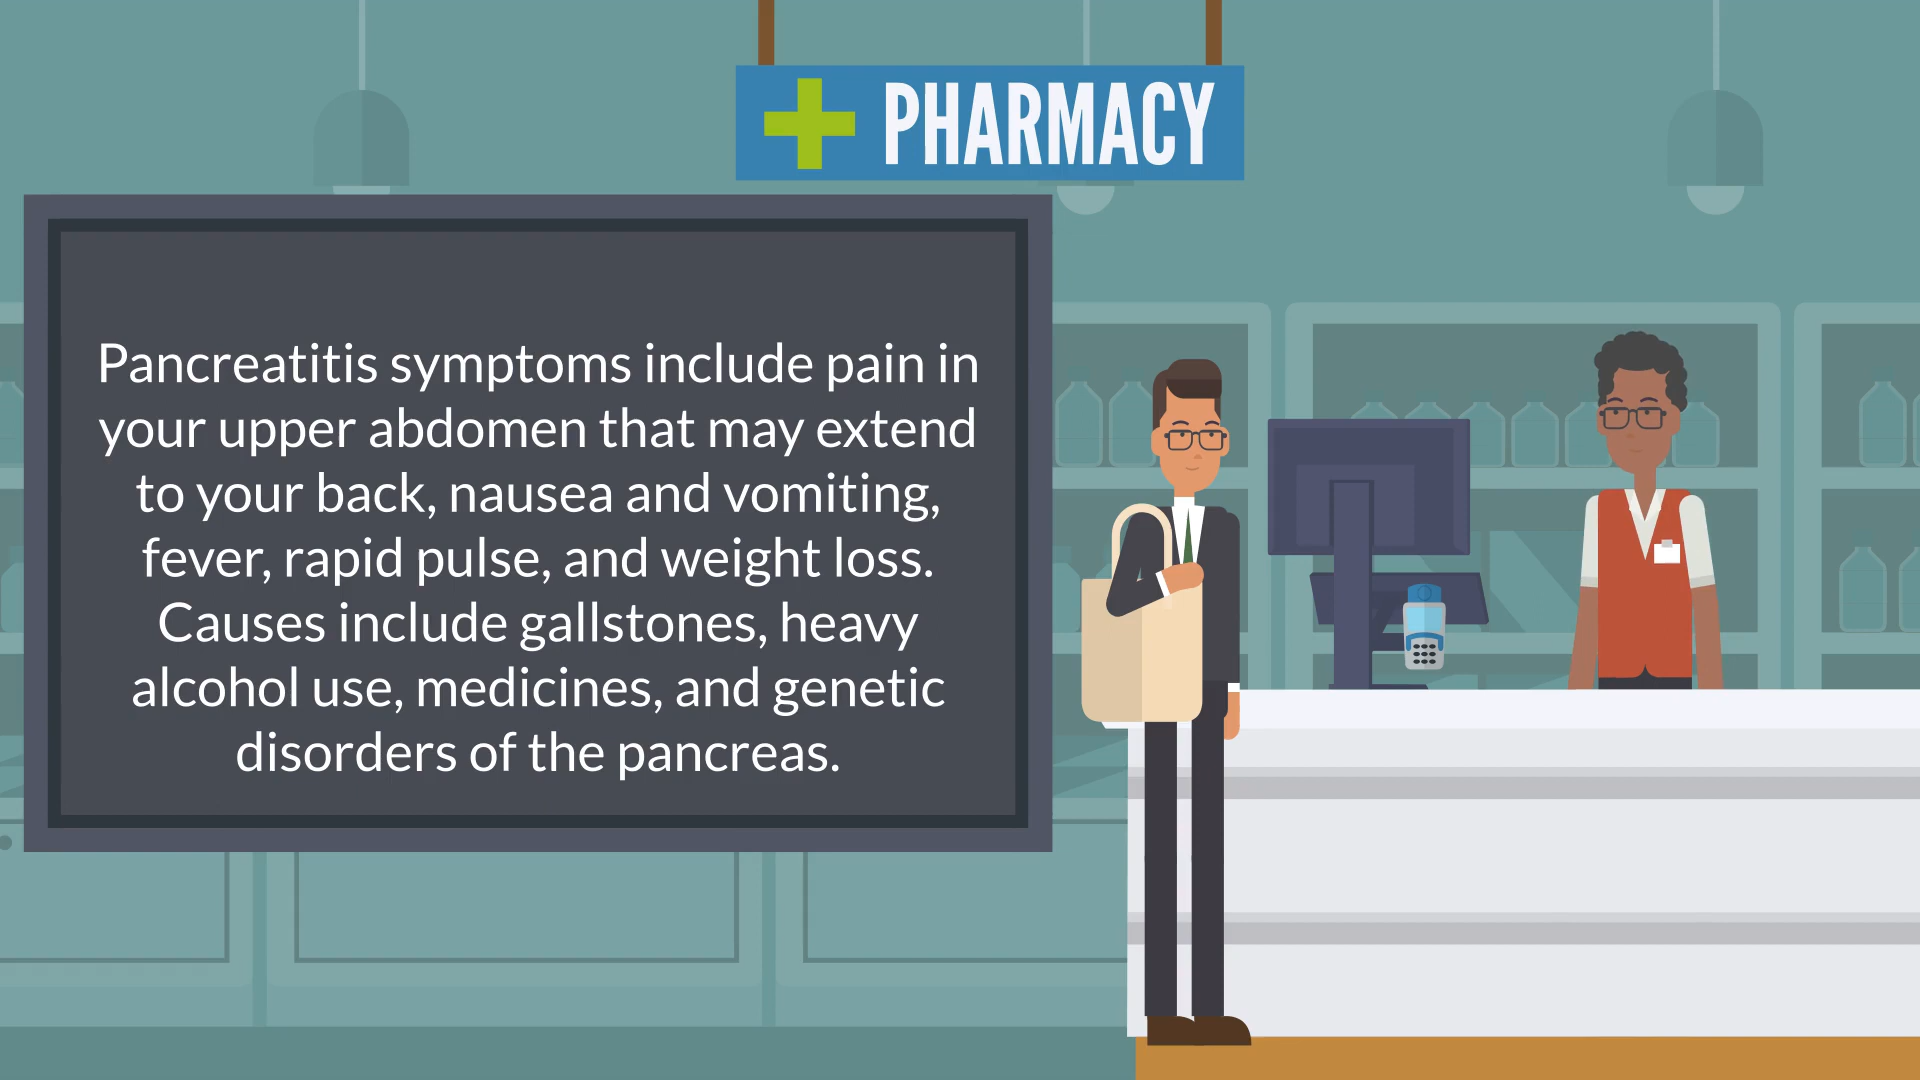 PHARMACY
Pancreatitis symptoms include pain in
your upper abdomen that may extend
to your back, nausea and vomiting,
fever, rapid pulse, and weight loss.
Causes include gallstones, heavy
alcohol use, medicines, and genetic
disorders of the pancreas.